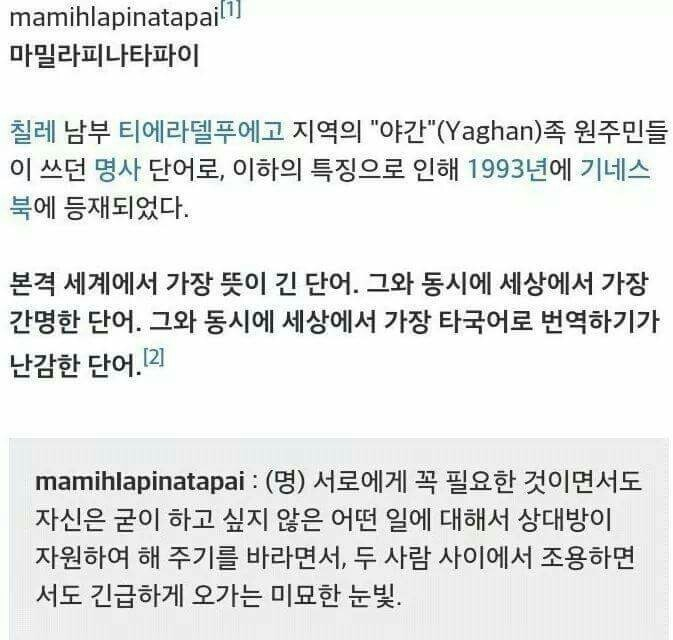 mamihlapinatapai[1]
마밀라피나타파이
칠레 남부 티에라델푸에고 지역의 "야간"(Yaghan)족 원주민들
이 쓰던 명사 단어로, 이하의 특징으로 인해 1993년에 기네스
북에 등재되었다.
본격 세계에서 가장 뜻이 긴 단어. 그와 동시에 세상에서 가장
간명한 단어. 그와 동시에 세상에서 가장 타국어로 번역하기가
난감한 단어.[2]
mamihlapinatapai : (명) 서로에게 꼭 필요한 것이면서도
자신은 굳이 하고 싶지 않은 어떤 일에 대해서 상대방이
자원하여 해 주기를 바라면서, 두 사람 사이에서 조용하면
서도 긴급하게 오가는 미묘한 눈빛.